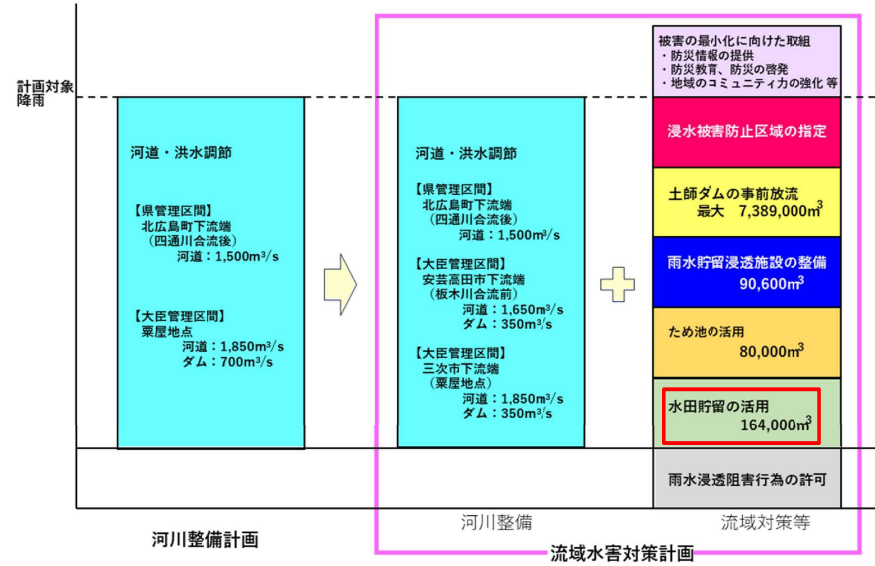 計画対象
降雨
河道・洪水調節
【県管理区間】
北広島町下流端
（四通川合流後）
河道：1,500m³/s
【大臣管理区間】
粟屋地点
河道：1,850m³/s
ダム：700m³/s
河川整備計画
河道・洪水調節
【県管理区間】
北広島町下流端
（四通川合流後）
河道：1,500m³/s
【大臣管理区間】
安芸高田市下流端
（板木川合流前）
河道：1,650m³/s
ダム：350m³/s
【大臣管理区間】
三次市下流端
（粟屋地点）
河道：1,850m³/s
ダム：350m³/s
河川整備
被害の最小化に向けた取組
・防災情報の提供
・防災教育、防災の啓発
・地域のコミュニティ力の強化 等
浸水被害防止区域の指定
土師ダムの事前放流
最大 7,389,000m³
雨水貯留浸透施設の整備
90,600m³
ため池の活用
80,000m³
水田貯留の活用
164,000m³
雨水浸透阻害行為の許可
流域対策等
流域水害対策計画